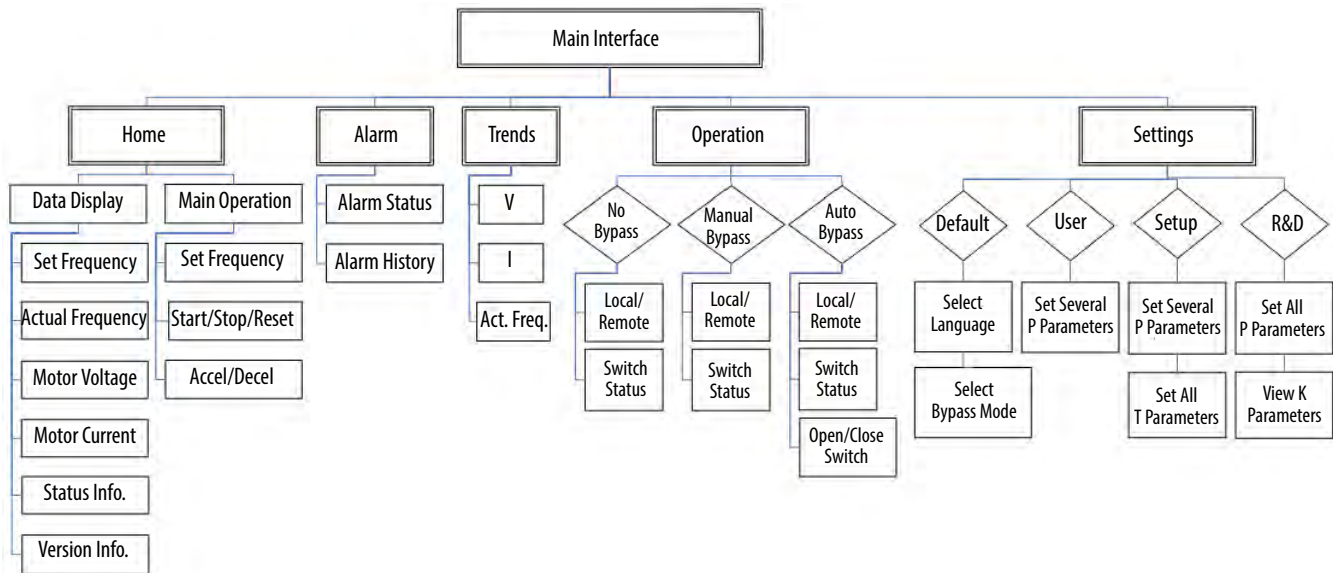 Main Interface
Home
Alarm
Trends
Operation
Settings
Data Display
Main Operation
Set Frequency
Actual Frequency
Motor Voltage
Motor Current
Status Info.
Version Info.
Set Frequency
Start/Stop/Reset
Accel/Decel
Alarm Status
Alarm History
V
I
Act. Freq.
No
Bypass
Manual
Bypass
Auto
Bypass
Local/
Remote
Switch
Status
Local/
Remote
Switch
Status
Local/
Remote
Switch
Status
Open/Close
Switch
Default
User
Setup
R&D
Select
Language
Select
Bypass Mode
Set Several
P Parameters
Set Several
P Parameters
Set All
T Parameters
Set All
P Parameters
View K
Parameters